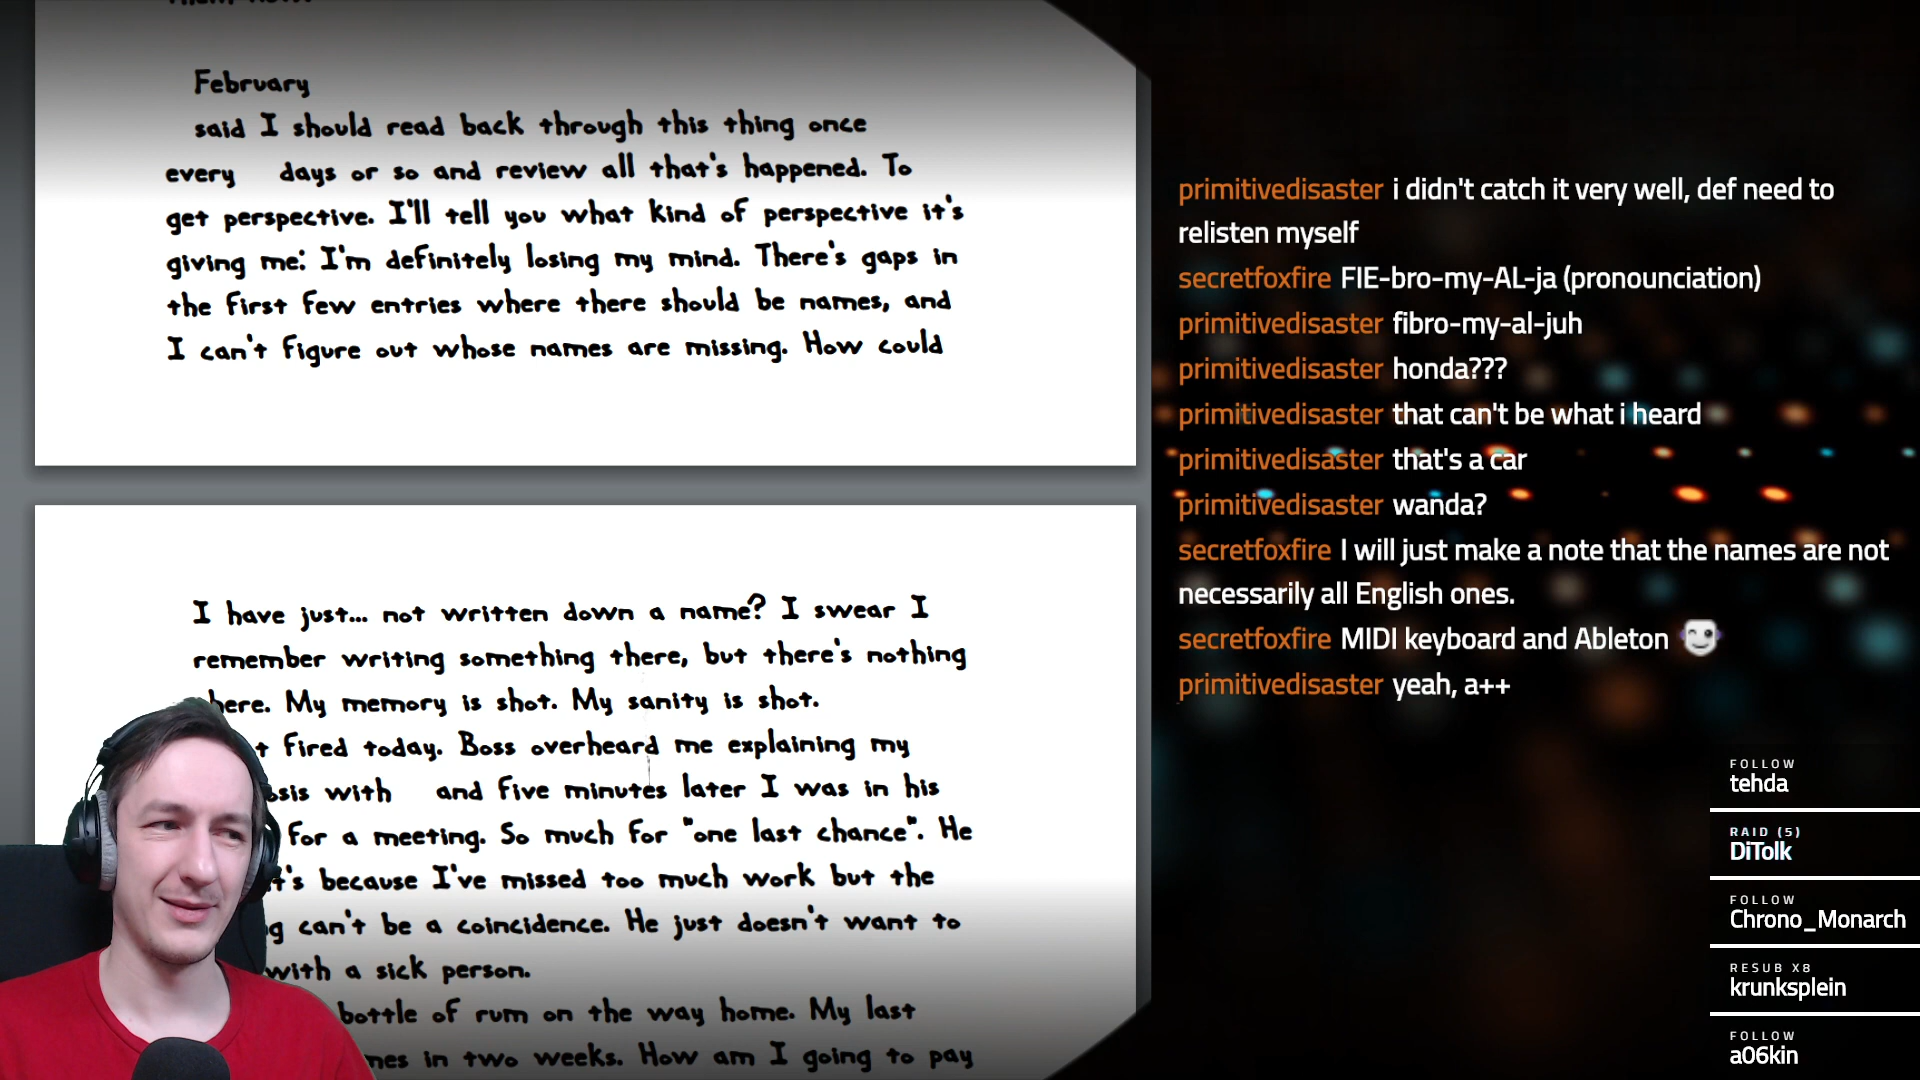 February
said I should read back through this thing once
every days or so and review all that's happened. To
get perspective. I'll tell you what kind of perspective it's
giving me: I'm definitely losing my mind. There's gaps in
the first few entries where there should be names, and
I can't figure out whose names are missing. How could
I have just... not written down a name? I swear I
remember writing something there, but there's nothing
here. My memory is shot. My sanity is shot.
fired today. Boss overheard me explaining my
with and five minutes later I was in his
for a meeting. So much for "one last chance". He
because I've missed too much work but the
can't be a coincidence. He just doesn't want to
with a sick person.
bottle of rum on the way home. My last
in two weeks. How am I going to pay
primitivedisaster i didn't catch it very well, def need to
relisten myself
secretfoxfire FIE-bro-my-AL-ja (pronounciation)
primitivedisaster fibro-my-al-juh
primitivedisaster honda???
primitivedisaster that can't be what i heard
primitivedisaster that's a car
primitivedisaster wanda?
secretfoxfire I will just make a note that the names are not
necessarily all English ones.
secretfoxfire MIDI keyboard and Ableton
primitivedisaster yeah, a++
FOLLOW
tehda
RAID (5)
DiTolk
FOLLOW
Chrono_Monarch
RESUB X8
krunksplein
FOLLOW
a06kin